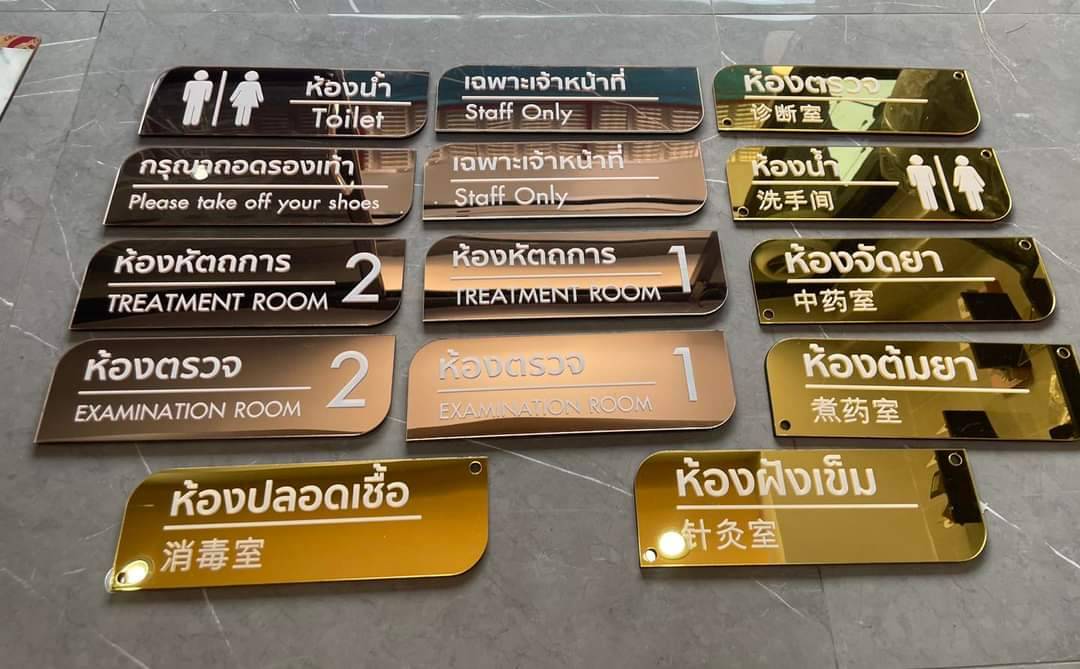 ห้องน้ำ
Toilet
เฉพาะเจ้าหน้าที่
Staff Only
ห้องตรวจ
诊断室
กรุณาถอดรองเท้า
Please take off your shoes
เฉพาะเจ้าหน้าที่
Staff Only
ห้องน้ำ
洗手间
ห้องหัตถการ 2
TREATMENT ROOM
ห้องหัตถการ 1
TREATMENT ROOM
ห้องจัดยา
中药室
ห้องตรวจ 2
EXAMINATION ROOM
ห้องตรวจ 1
EXAMINATION ROOM
ห้องต้มยา
煮药室
ห้องปลอดเชื้อ
消毒室
ห้องฝังเข็ม
针灸室